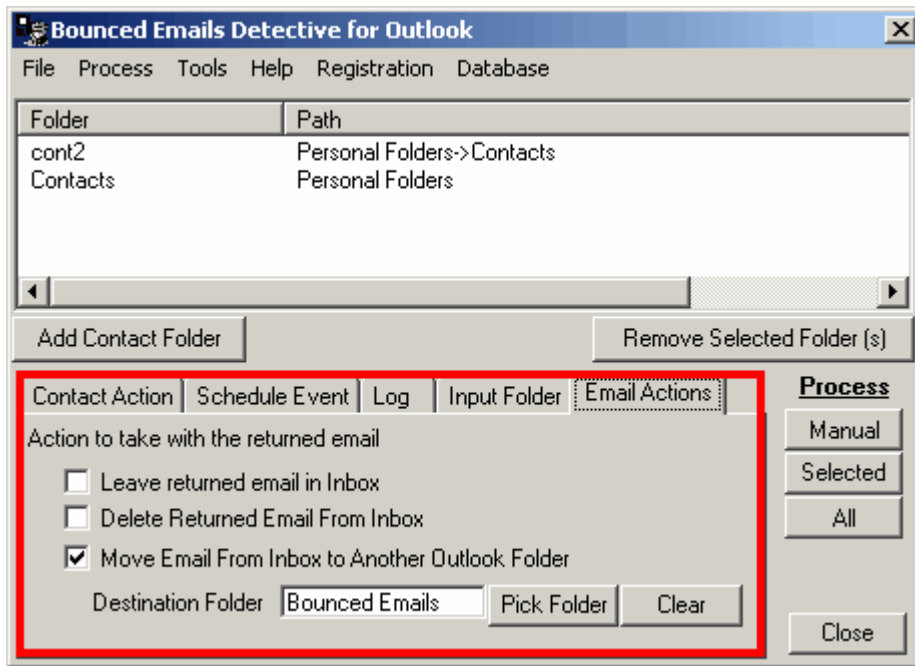 Bounced Emails Detective for Outlook
File Process Tools Help Registration Database
Folder Path
cont2 Personal Folders->Contacts
Contacts Personal Folders
Add Contact Folder Remove Selected Folder (s)
Contact Action Schedule Event Log Input Folder Email Actions
Process
Action to take with the returned email
Manual
Leave returned email in Inbox
Selected
Delete Returned Email From Inbox
All
Move Email From Inbox to Another Outlook Folder
Destination Folder Bounced Emails Pick Folder Clear
Close